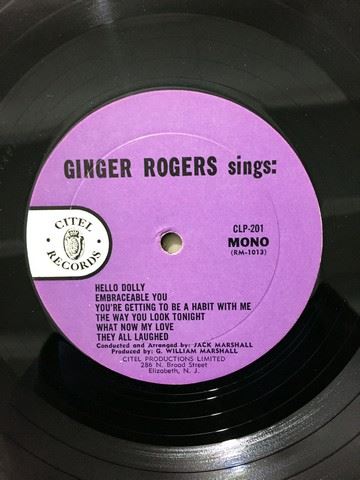 GINGER ROGERS sings:
CITEL
RECORDS
CLP-201
MONO
(RM-1013)
HELLO DOLLY
EMBRACEABLE YOU
YOU'RE GETTING TO BE A HABIT WITH ME
THE WAY YOU LOOK TONIGHT
WHAT NOW MY LOVE
THEY ALL LAUGHED
Conducted and Arranged by: JACK MARSHALL
Produced by: G. WILLIAM MARSHALL
CITEL PRODUCTIONS LIMITED
286 N. Broad Street
Elizabeth, N. J.